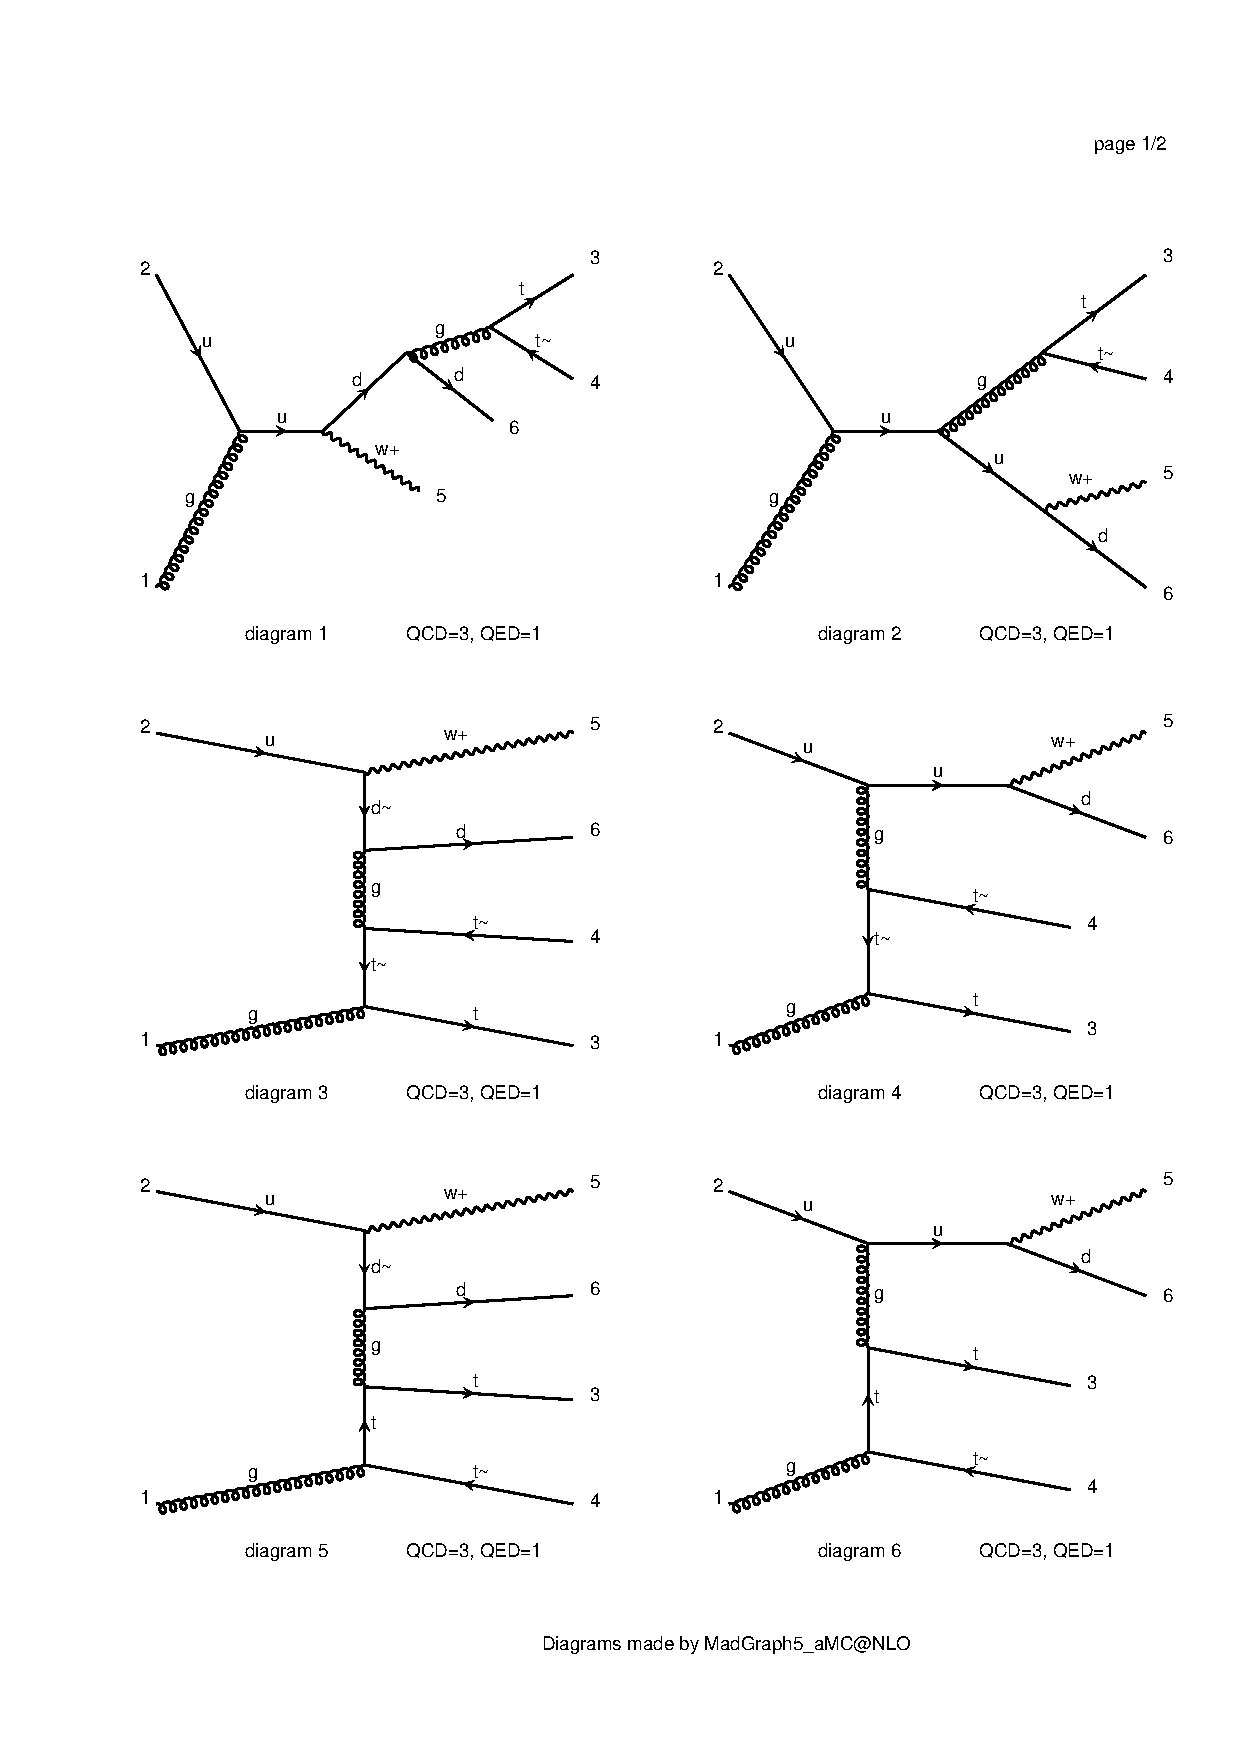 page 1/2
3
2
t
u
g
t~
d
d
4
6
u
w+
5
g
1
diagram 1 QCD=3, QED=1
3
2
t
u
t~
g
4
u
u
w+
5
g
d
1
6
diagram 2 QCD=3, QED=1
2
u
w+
5
d~
d
6
g
t~
4
t~
g
t
1
3
diagram 3 QCD=3, QED=1
2
u
w+
5
u
d
g
6
t~
4
t~
g
t
1
3
diagram 4 QCD=3, QED=1
2
u
w+
5
d~
d
6
g
t
3
t
g
t~
1
4
diagram 5 QCD=3, QED=1
2
u
w+
5
u
d
g
6
t
3
t
g
t~
1
4
diagram 6 QCD=3, QED=1
Diagrams made by MadGraph5_aMC@NLO